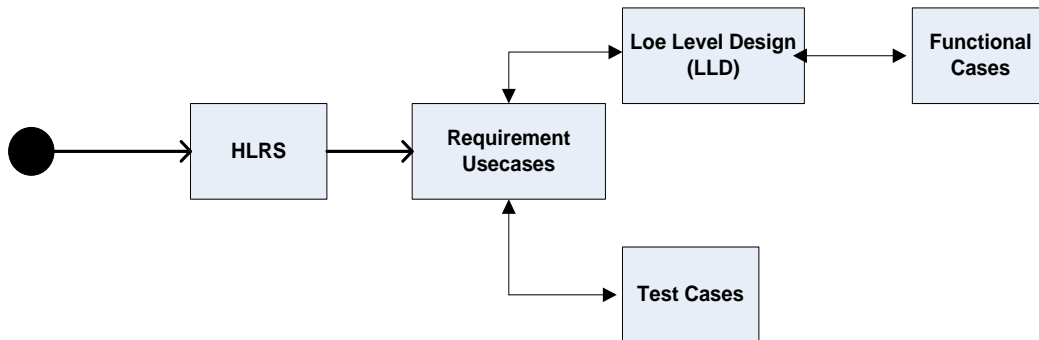 Loe Level Design
(LLD)
Functional
Cases
HLRS
Requirement
Usecases
Test Cases